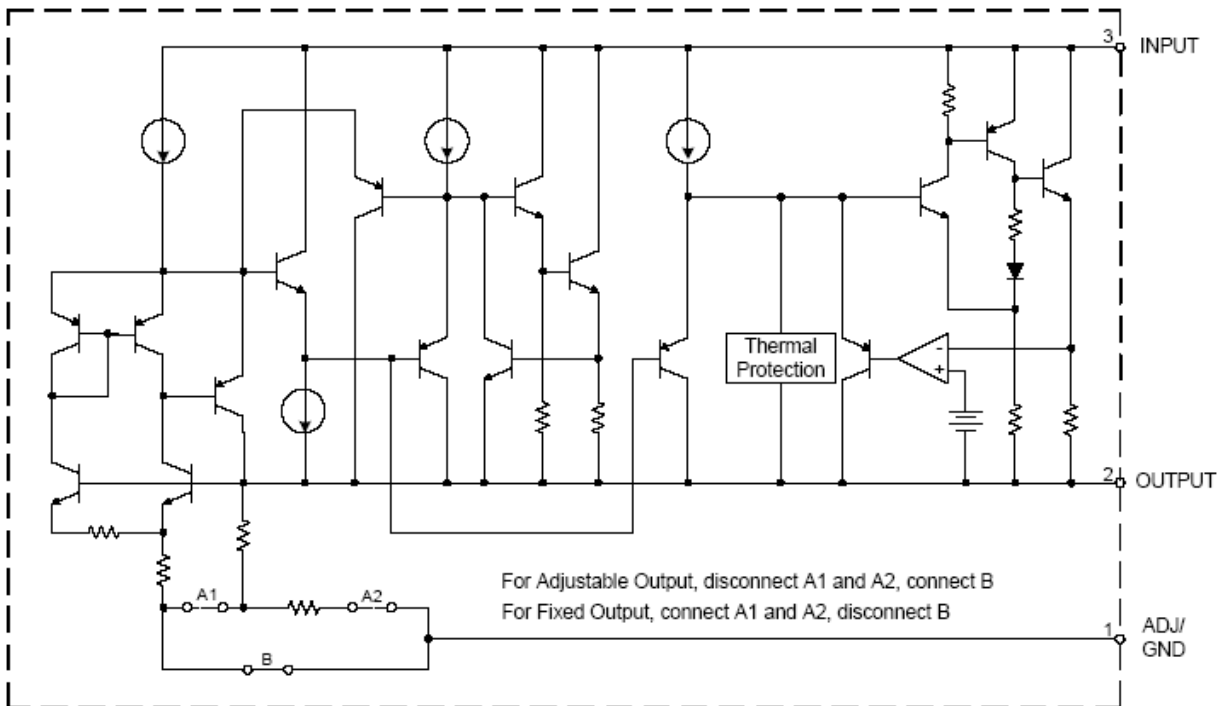 3
INPUT
Thermal
Protection
-
+
2
OUTPUT
For Adjustable Output, disconnect A1 and A2, connect B
A1
A2
For Fixed Output, connect A1 and A2, disconnect B
1
ADJ/
GND
B